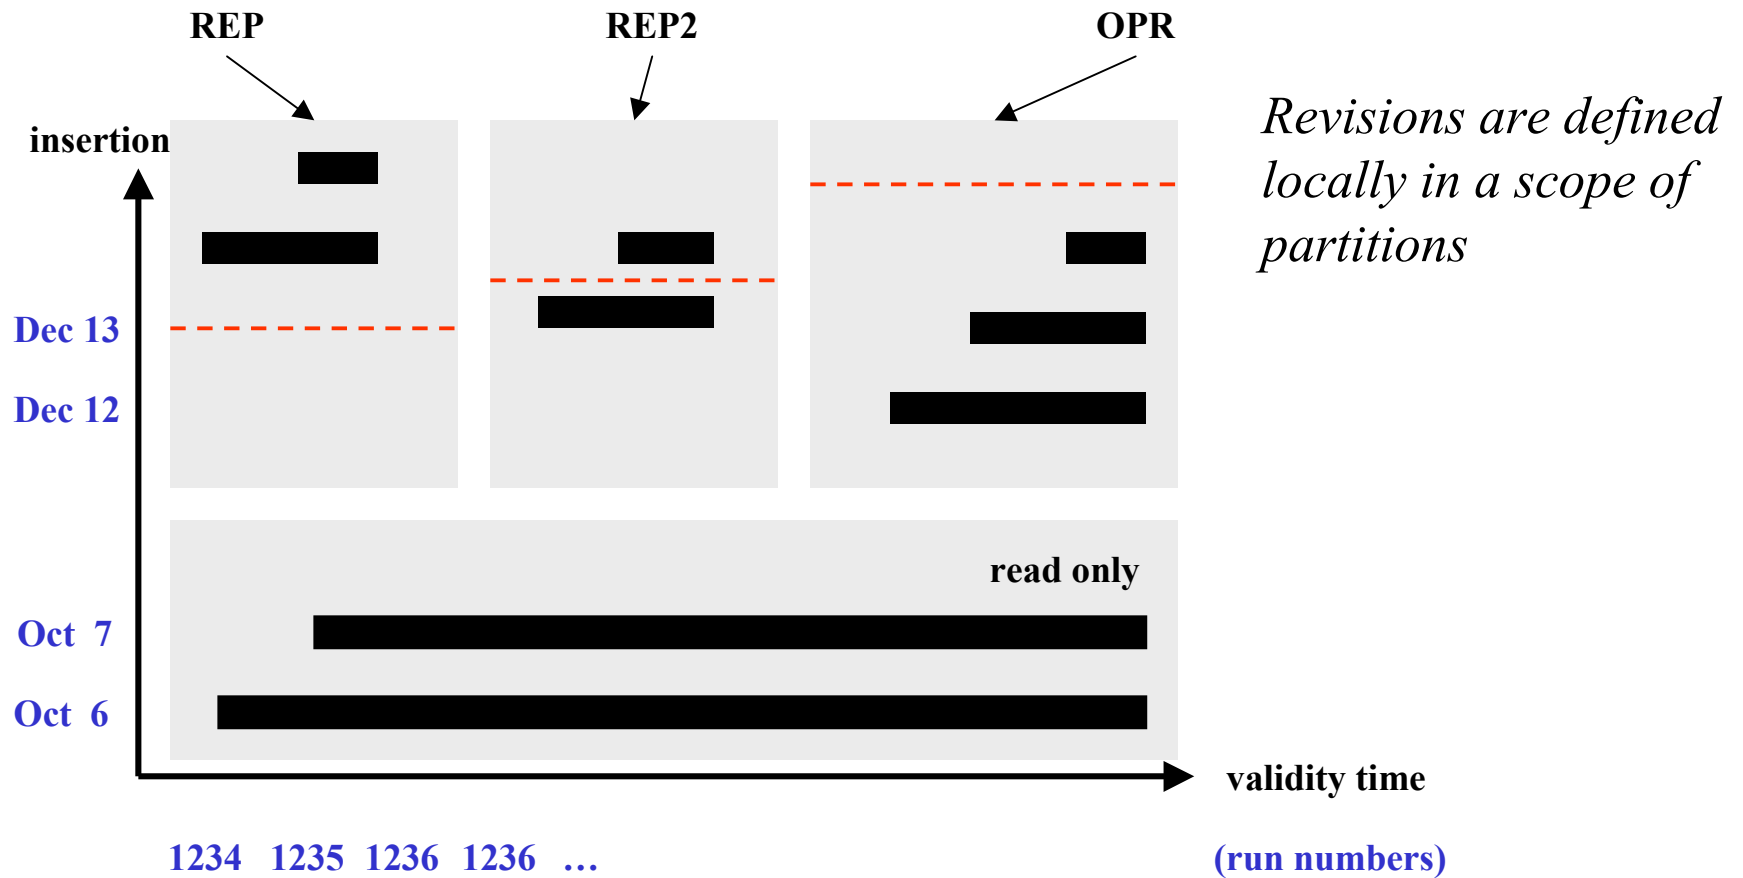 REP REP2 OPR
Revisions are defined
locally in a scope of
partitions
insertion
Dec 13
Dec 12
read only
Oct 7
Oct 6
validity time
1234 1235 1236 1236 ...
(run numbers)